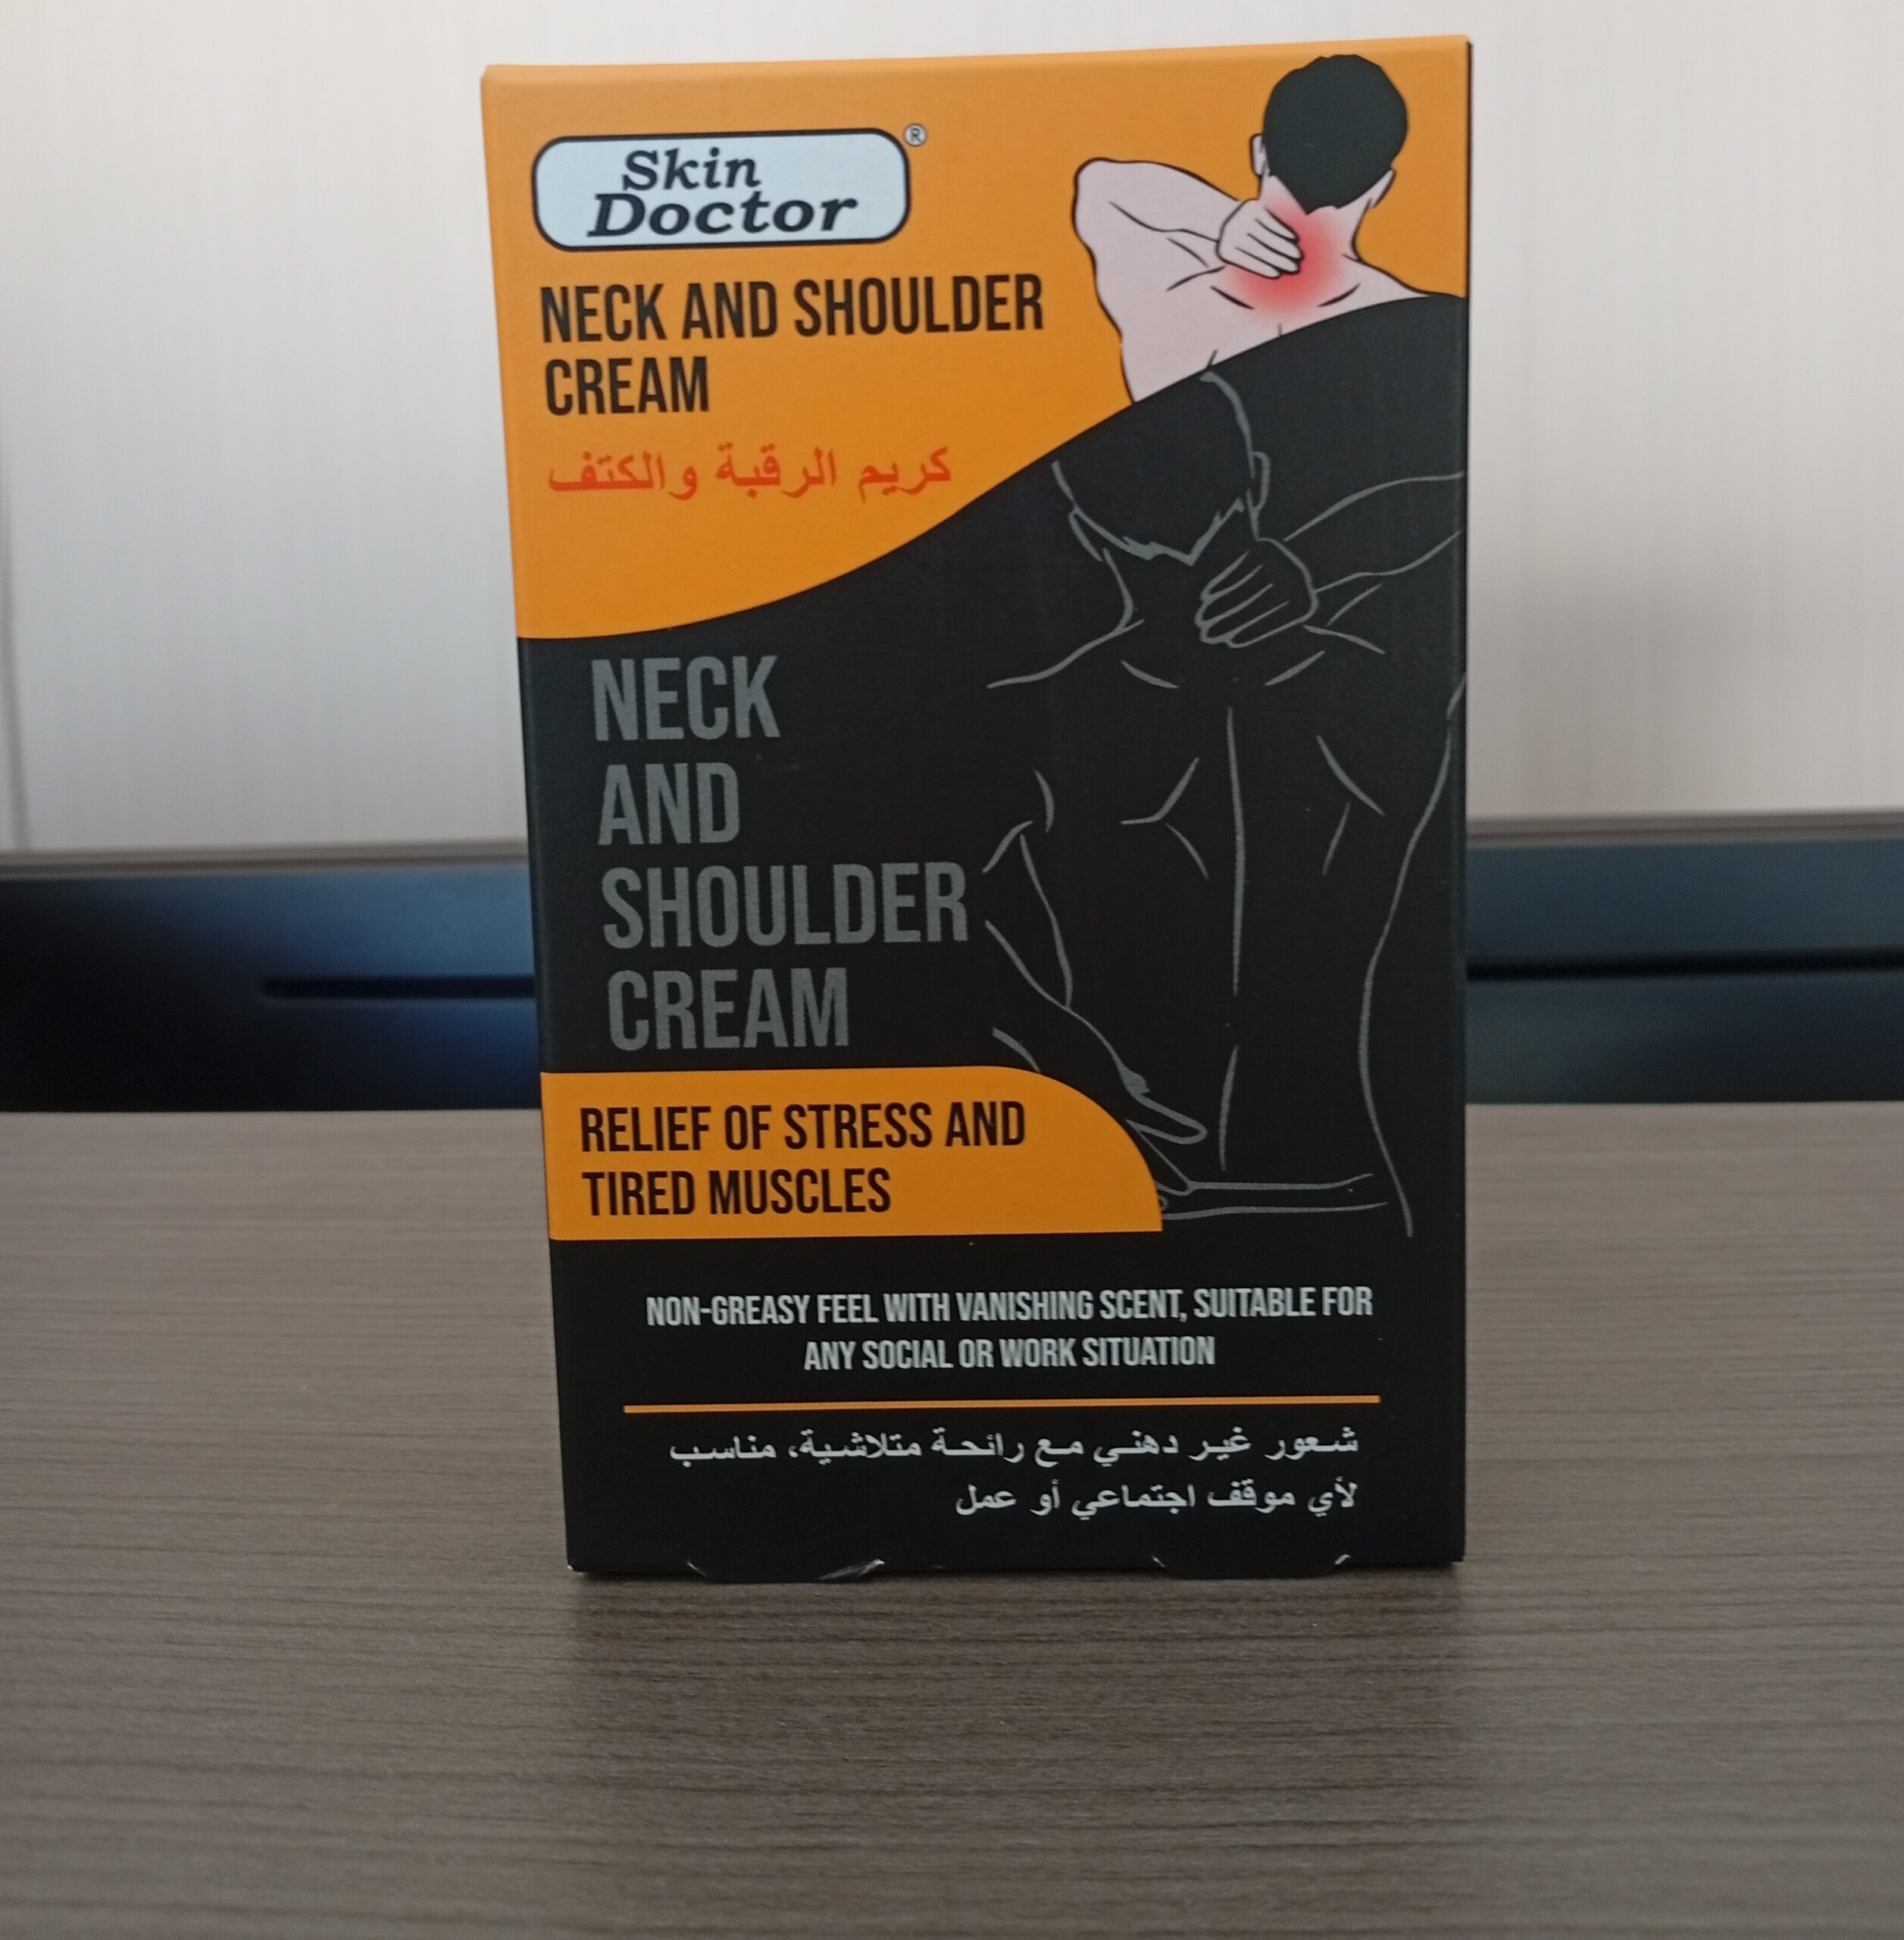 Skin
Doctor®
NECK AND SHOULDER
CREAM
كريم الرقبة والكتف
NECK
AND
SHOULDER
CREAM
RELIEF OF STRESS AND
TIRED MUSCLES
NON-GREASY FEEL WITH VANISHING SCENT, SUITABLE FOR
ANY SOCIAL OR WORK SITUATION
شعور غير دهني مع رائحة متلاشية، مناسب
لأي موقف اجتماعي أو عمل